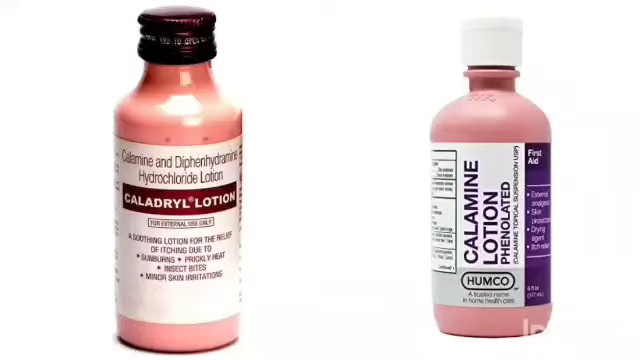 Calamine and Diphenhydramine
Hydrochloride Lotion
CALADRYL® LOTION
FOR EXTERNAL USE ONLY
A SOOTHING LOTION FOR THE RELIEF
OF ITCHING DUE TO
• SUNBURNS • PRICKLY HEAT
• INSECT BITES
• MINOR SKIN IRRITATIONS
CALAMINE
LOTION
PHENOLATED
(CALAMINE TOPICAL SUSPENSION USP)
HUMCO
A trusted name
in home health care
First
Aid
• External
analgesic
• Skin
protectant
• Drying
agent
• Itch relief
6 fl oz
(177 mL)